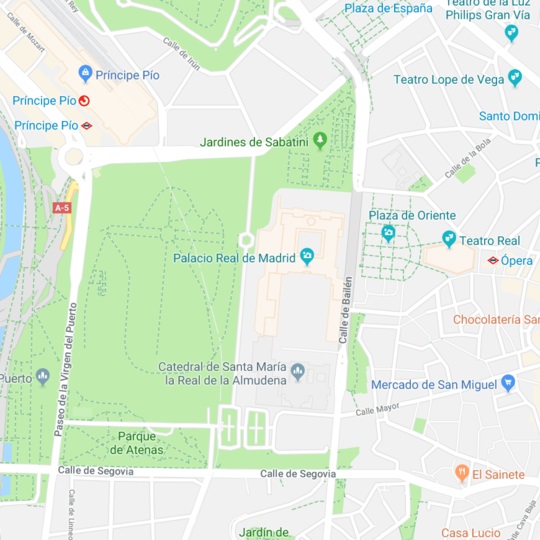 Teatro de la Luz
Philips Gran Vía
Plaza de España
Calle de Mozart
Calle de Irun
Príncipe Pío
Teatro Lope de Vega
Príncipe Pío
Santo Domi
Príncipe Pío
Jardines de Sabatini
Calle de la Bola
A-5
Plaza de Oriente
Teatro Real
Palacio Real de Madrid
Ópera
Paseo de la Virgen del Puerto
Calle de Bailén
Chocolatería San
Catedral de Santa María
la Real de la Almudena
Puerto
Mercado de San Miguel
Calle Mayor
Parque
de Atenas
Calle de Segovia
Calle de Segovia
El Sainete
Calle de Linneo
Calle Cava Baja
Jardín de
Casa Lucio